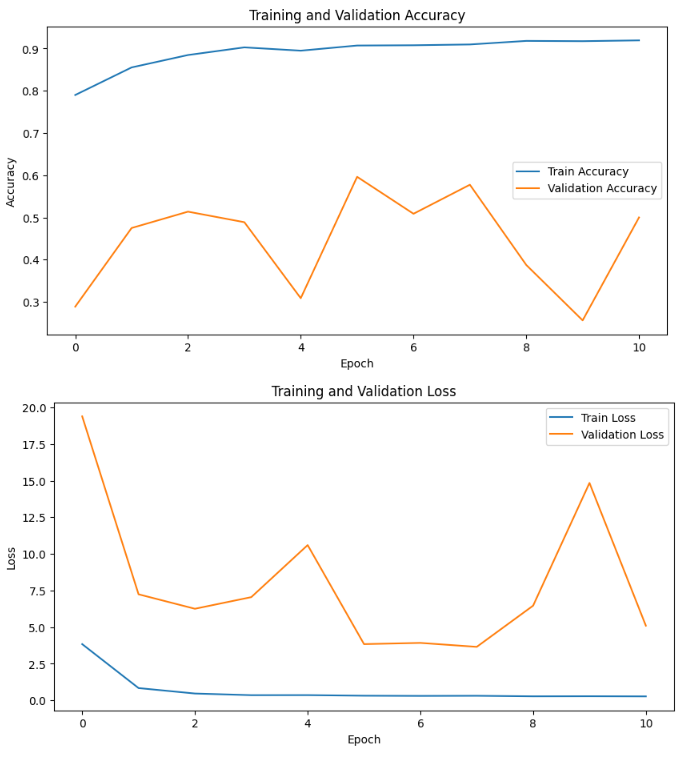 Training and Validation Accuracy
0.9
0.8
0.7
0.6
0.5
0.4
0.3
Accuracy
Train Accuracy
Validation Accuracy
0 2 4 6 8 10
Epoch
Training and Validation Loss
20.0
17.5
15.0
12.5
10.0
7.5
5.0
2.5
0.0
Loss
Train Loss
Validation Loss
0 2 4 6 8 10
Epoch